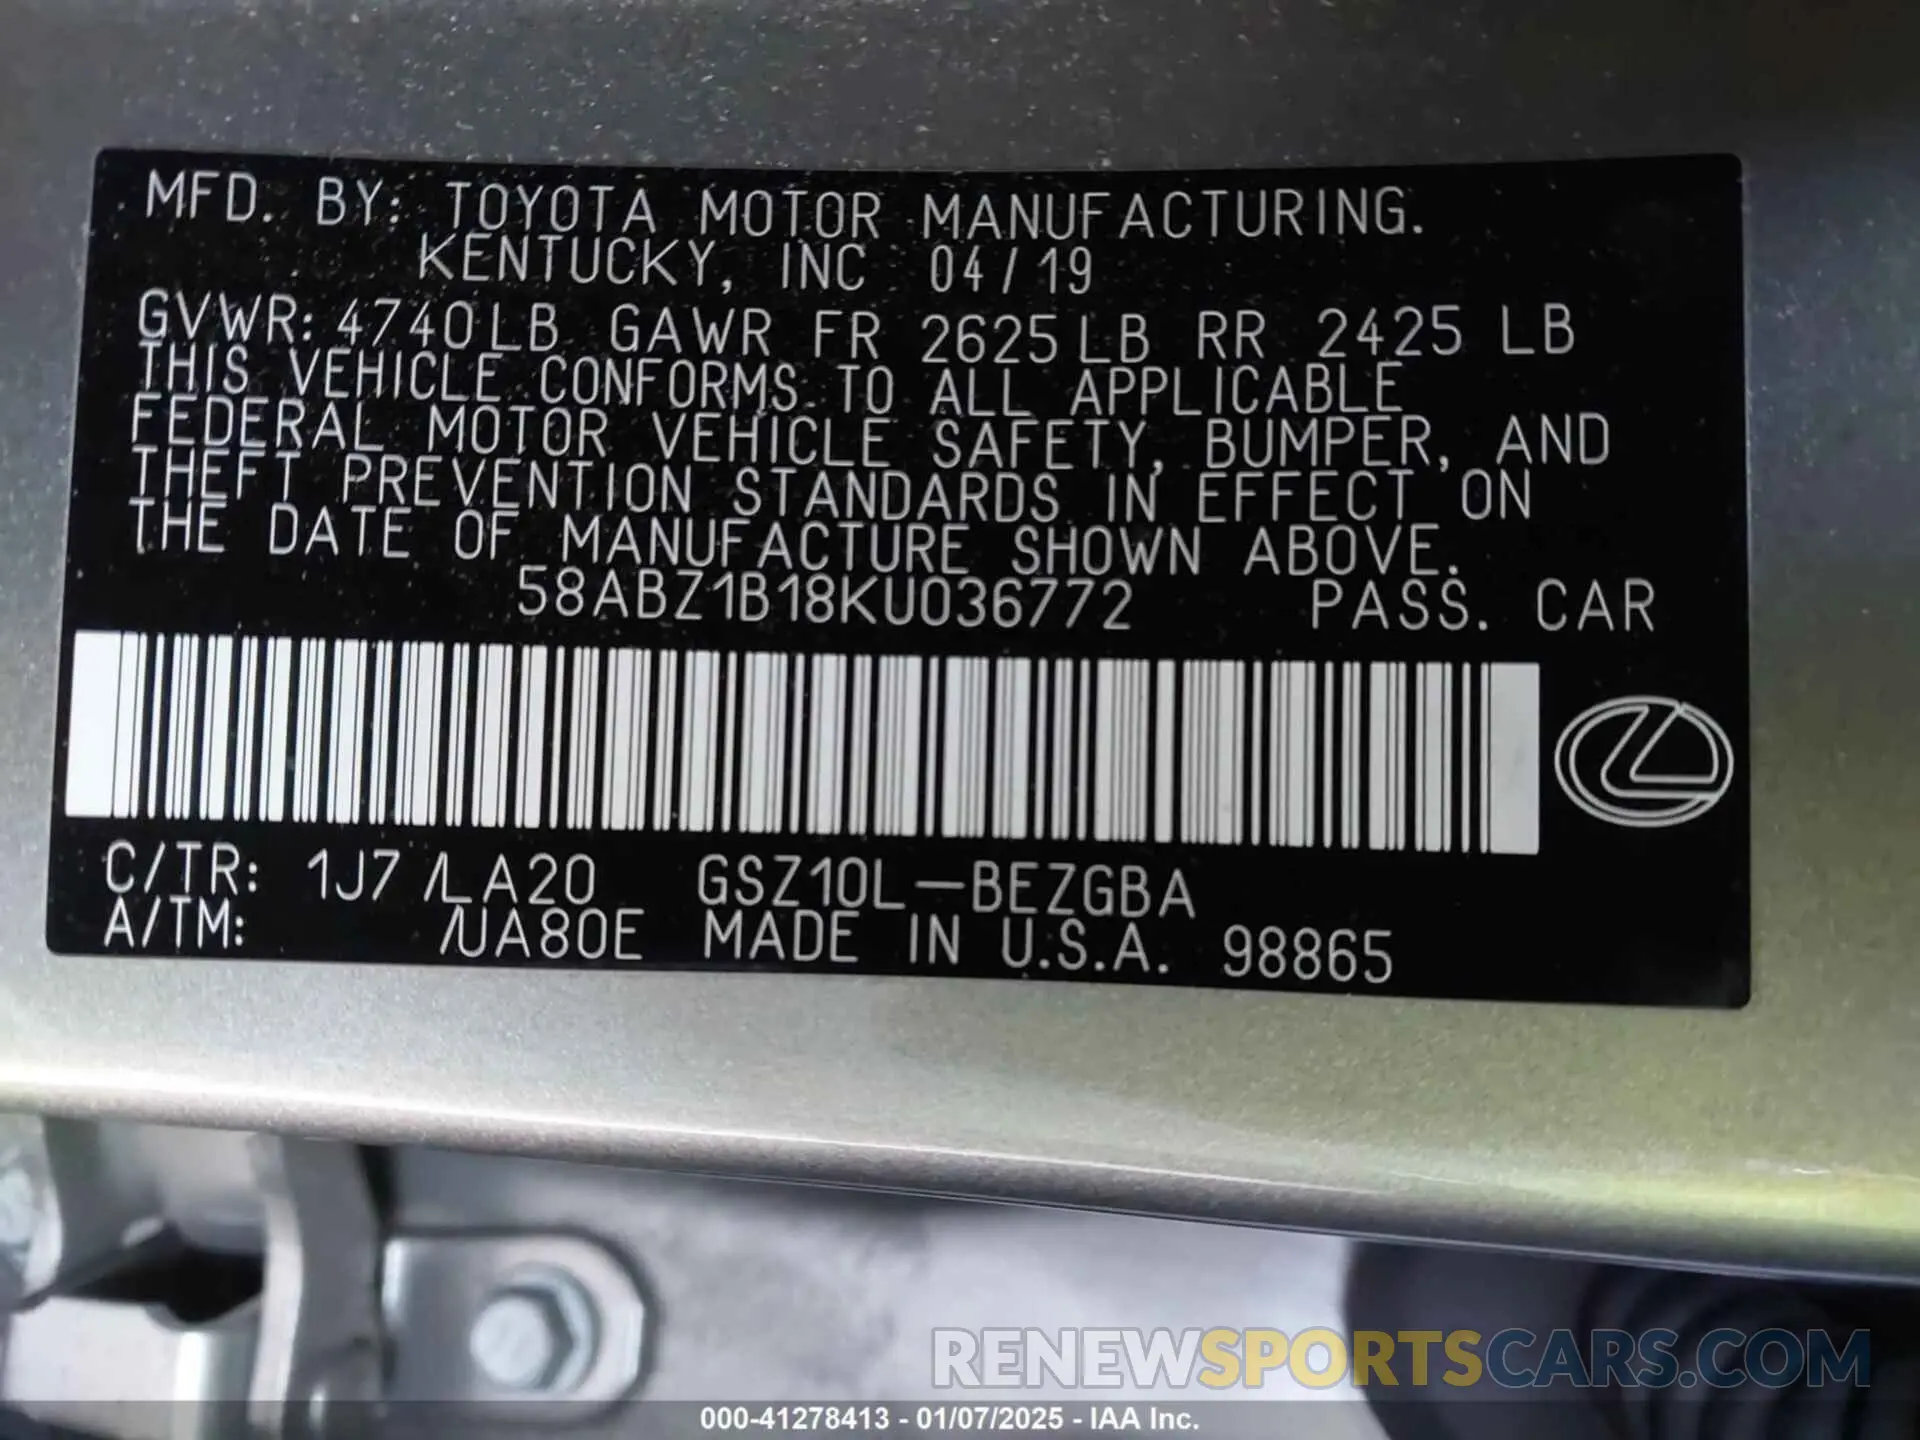 MFD. BY: TOYOTA MOTOR MANUFACTURING.
KENTUCKY, INC 04/19
GVWR: 4740LB GAWR FR 2625LB RR 2425 LB
THIS VEHICLE CONFORMS TO ALL APPLICABLE
FEDERAL MOTOR VEHICLE SAFETY, BUMPER, AND
THEFT PREVENTION STANDARDS IN EFFECT ON
THE DATE OF MANUFACTURE SHOWN ABOVE.
58ABZ1B18KU036772 PASS. CAR
C/TR: 1J7 /LA20 GSZ10L-BEZGBA
A/TM: /UA80E MADE IN U.S.A. 98865
RENEWSPORTSCARS.COM
000-41278413 - 01/07/2025 - IAA Inc.